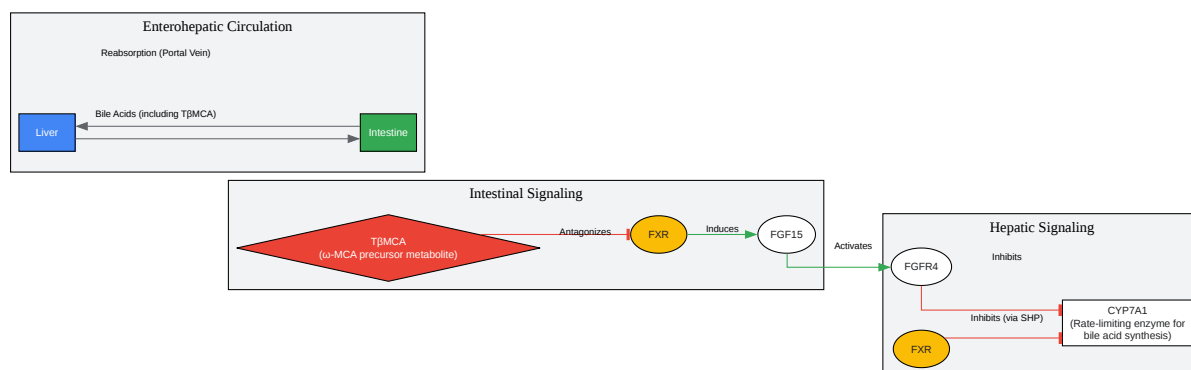 Enterohepatic Circulation
Reabsorption (Portal Vein)
Bile Acids (including TβMCA)
Liver
Intestine
Intestinal Signaling
TβMCA
(ω-MCA precursor metabolite)
Antagonizes
FXR
Induces
FGF15
Activates
Hepatic Signaling
FGFR4
Inhibits
Inhibits (via SHP)
CYP7A1
(Rate-limiting enzyme for
bile acid synthesis)
FXR